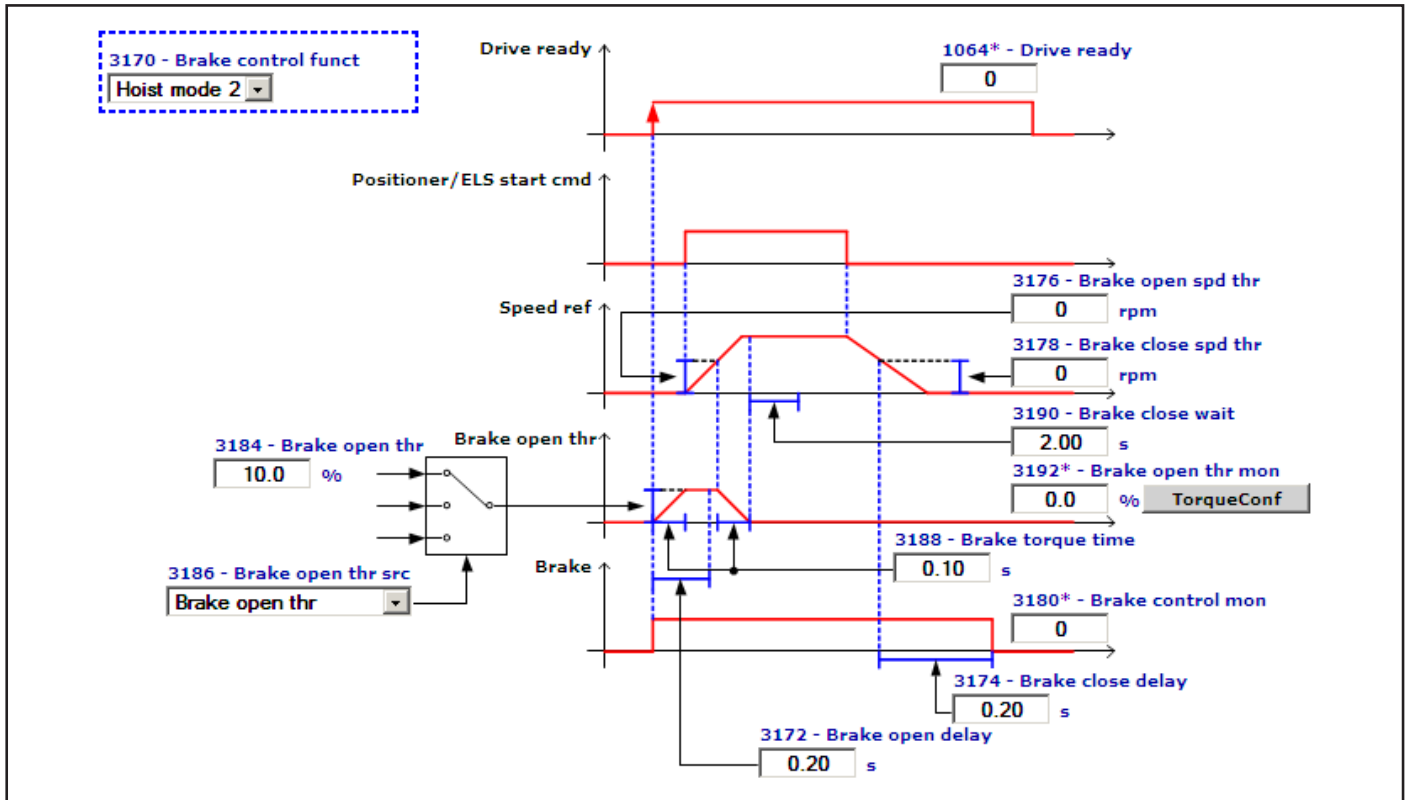 3170 - Brake control funct
Hoist mode 2
Drive ready
1064* - Drive ready
0
Positioner/ELS start cmd
Speed ref
3176 - Brake open spd thr
0 rpm
3178 - Brake close spd thr
0 rpm
3190 - Brake close wait
2.00 s
3184 - Brake open thr
10.0 %
Brake open thr
3192* - Brake open thr mon
0.0 % TorqueConf
3188 - Brake torque time
0.10 s
3186 - Brake open thr src
Brake open thr
Brake
3180* - Brake control mon
0
3174 - Brake close delay
0.20 s
3172 - Brake open delay
0.20 s